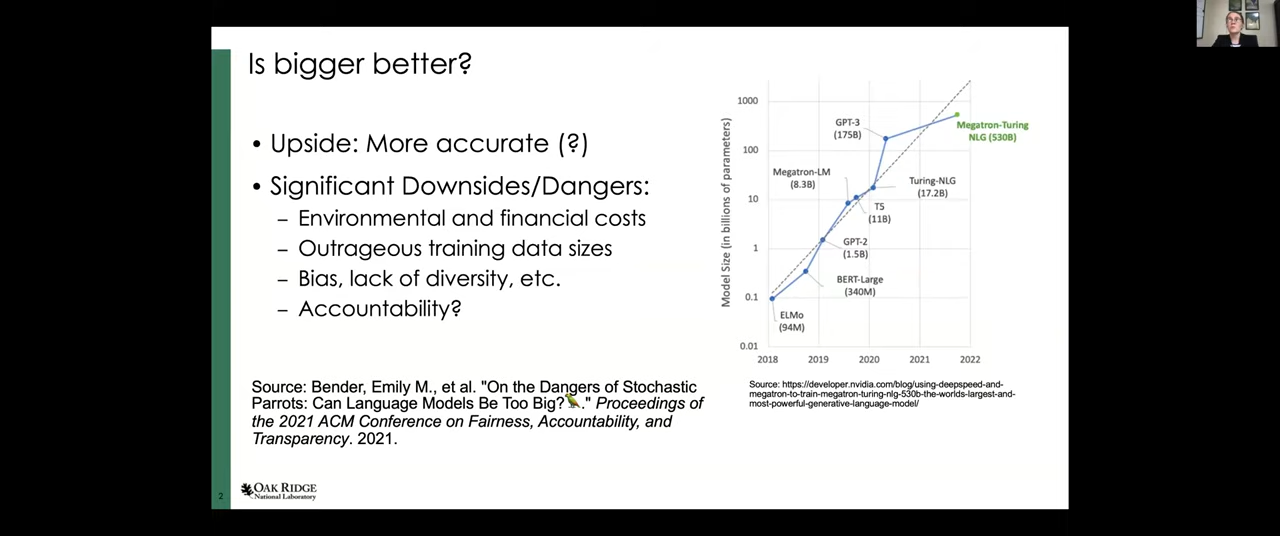 Is bigger better?
• Upside: More accurate (?)
• Significant Downsides/Dangers:
– Environmental and financial costs
– Outrageous training data sizes
– Bias, lack of diversity, etc.
– Accountability?
Source: Bender, Emily M., et al. "On the Dangers of Stochastic
Parrots: Can Language Models Be Too Big?🦜." Proceedings of
the 2021 ACM Conference on Fairness, Accountability, and
Transparency. 2021.
2
OAK RIDGE
National Laboratory
Model Size (in billions of parameters)
1000
100
10
1
0.1
0.01
2018
2019
2020
2021
2022
GPT-3
(175B)
Megatron-Turing
NLG (530B)
Megatron-LM
(8.3B)
Turing-NLG
(17.2B)
T5
(11B)
GPT-2
(1.5B)
BERT-Large
(340M)
ELMo
(94M)
Source: https://developer.nvidia.com/blog/using-deepspeed-and-
megatron-to-train-megatron-turing-nlg-530b-the-worlds-largest-and-
most-powerful-generative-language-model/